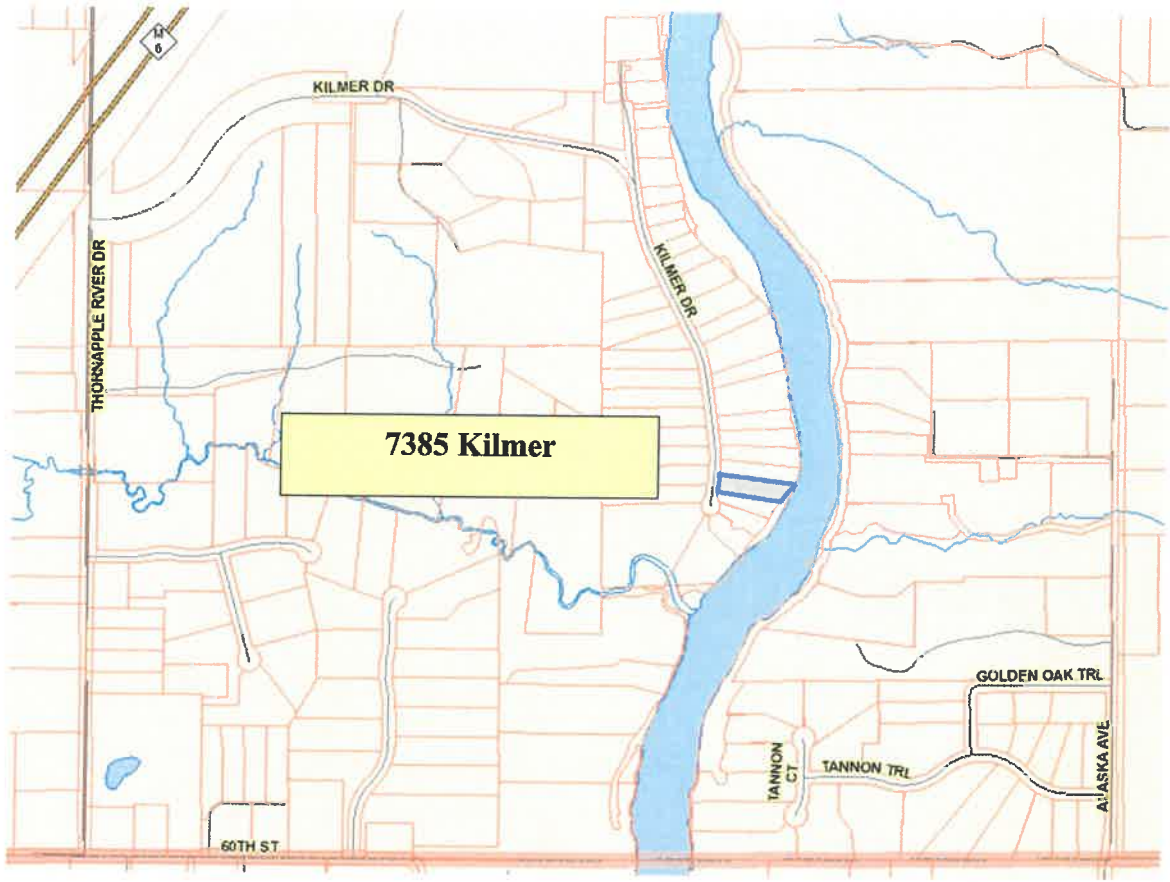 M
6
KILMER DR
THORNAPPLE RIVER DR
KILMER DR
7385 Kilmer
GOLDEN OAK TRL
TANNON
CT
TANNON TRL
ALASKA AVE
60TH ST